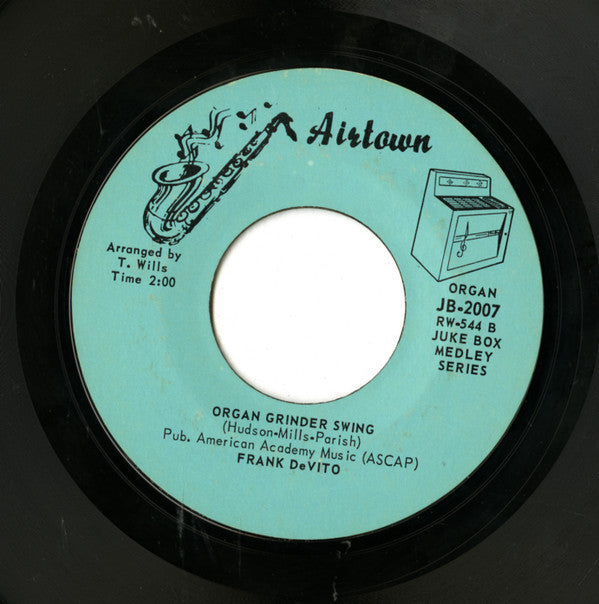 Airtown
Arranged by
T. Wills
Time 2:00
ORGAN
JB-2007
RW-544 B
JUKE BOX
MEDLEY
SERIES
ORGAN GRINDER SWING
(Hudson-Mills-Parish)
Pub. American Academy Music (ASCAP)
FRANK DeVITO